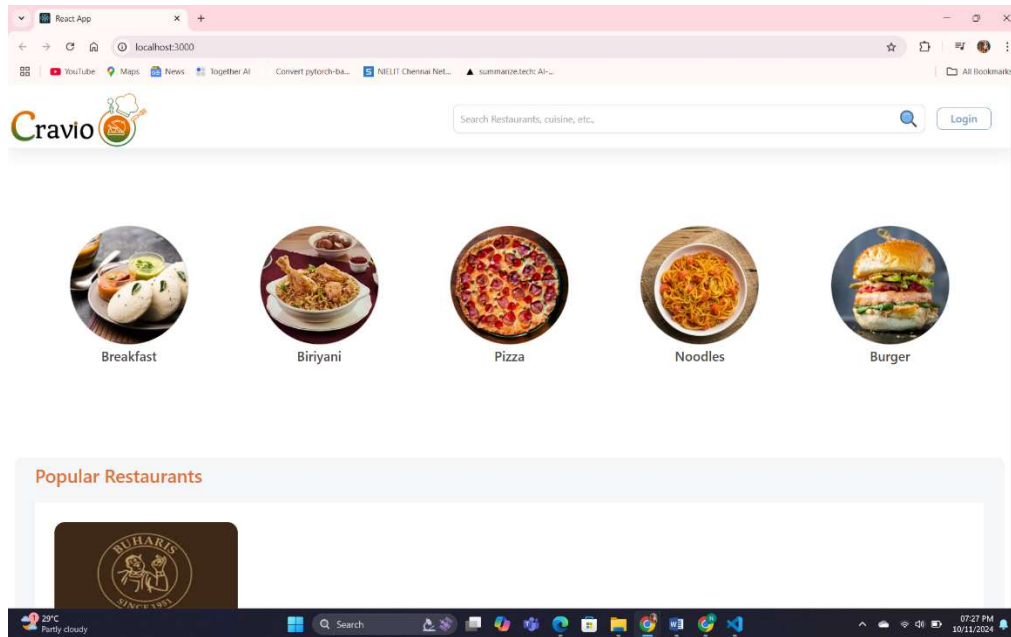 React App
localhost:3000
YouTube Maps News Together AI Convert pytorch-ba... NIELIT Chennai Net... summarize.tech: AI-... All Bookmarks
Cravio
Search Restaurants, cuisine, etc.,
Login
Breakfast Biriyani Pizza Noodles Burger
Popular Restaurants
BUHARIS
SINCE 1951
29°C
Partly cloudy
Search
07:27 PM
10/11/2024